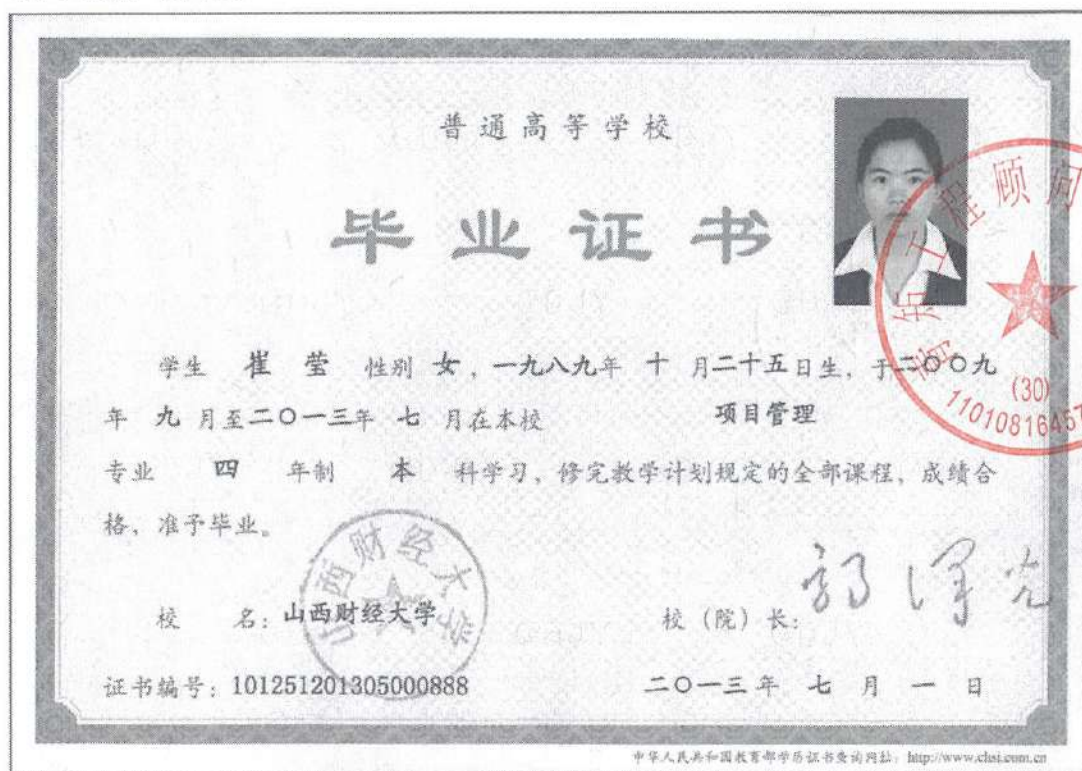 普通高等学校
毕业证书
学生 崔莹 性别 女，一九八九年 十 月二十五日生，于二〇〇九
年 九 月至二〇一三年 七 月在本校 项目管理
专业 四 年制 本 科学习，修完教学计划规定的全部课程，成绩合
格，准予毕业。
校 名：山西财经大学 校（院）长：
山西财经大学
证书编号：101251201305000888 二〇一三年 七 月 一 日
工程顾问
(30)
11010816457
中华人民共和国教育部学历证书查询网址：http://www.chsi.com.cn